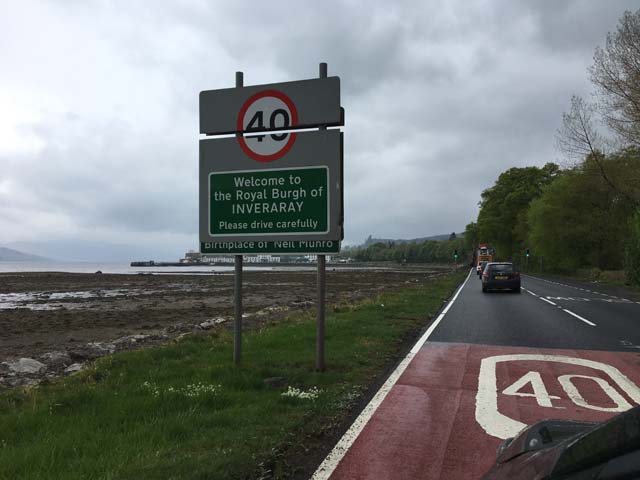 40
Welcome to
the Royal Burgh of
INVERARAY
Please drive carefully
Birthplace of Neil Munro
40